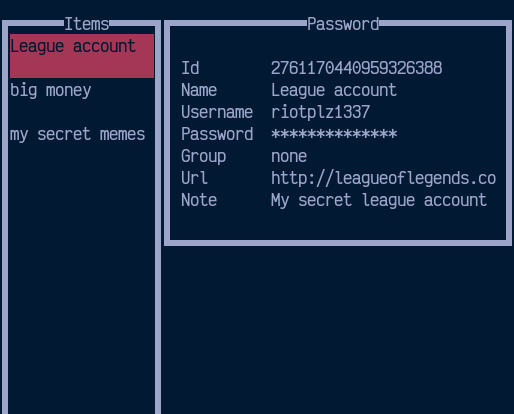 Items
League account
big money
my secret memes
Password
Id 2761170440959326388
Name League account
Username riotplz1337
Password **************
Group none
Url http://leagueoflegends.co
Note My secret league account